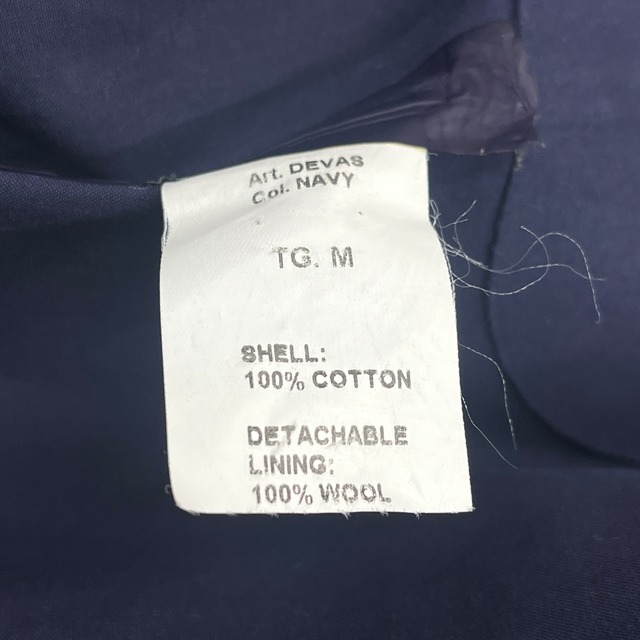 Art. DEVAS
Col. NAVY
TG. M
SHELL:
100% COTTON
DETACHABLE
LINING:
100% WOOL